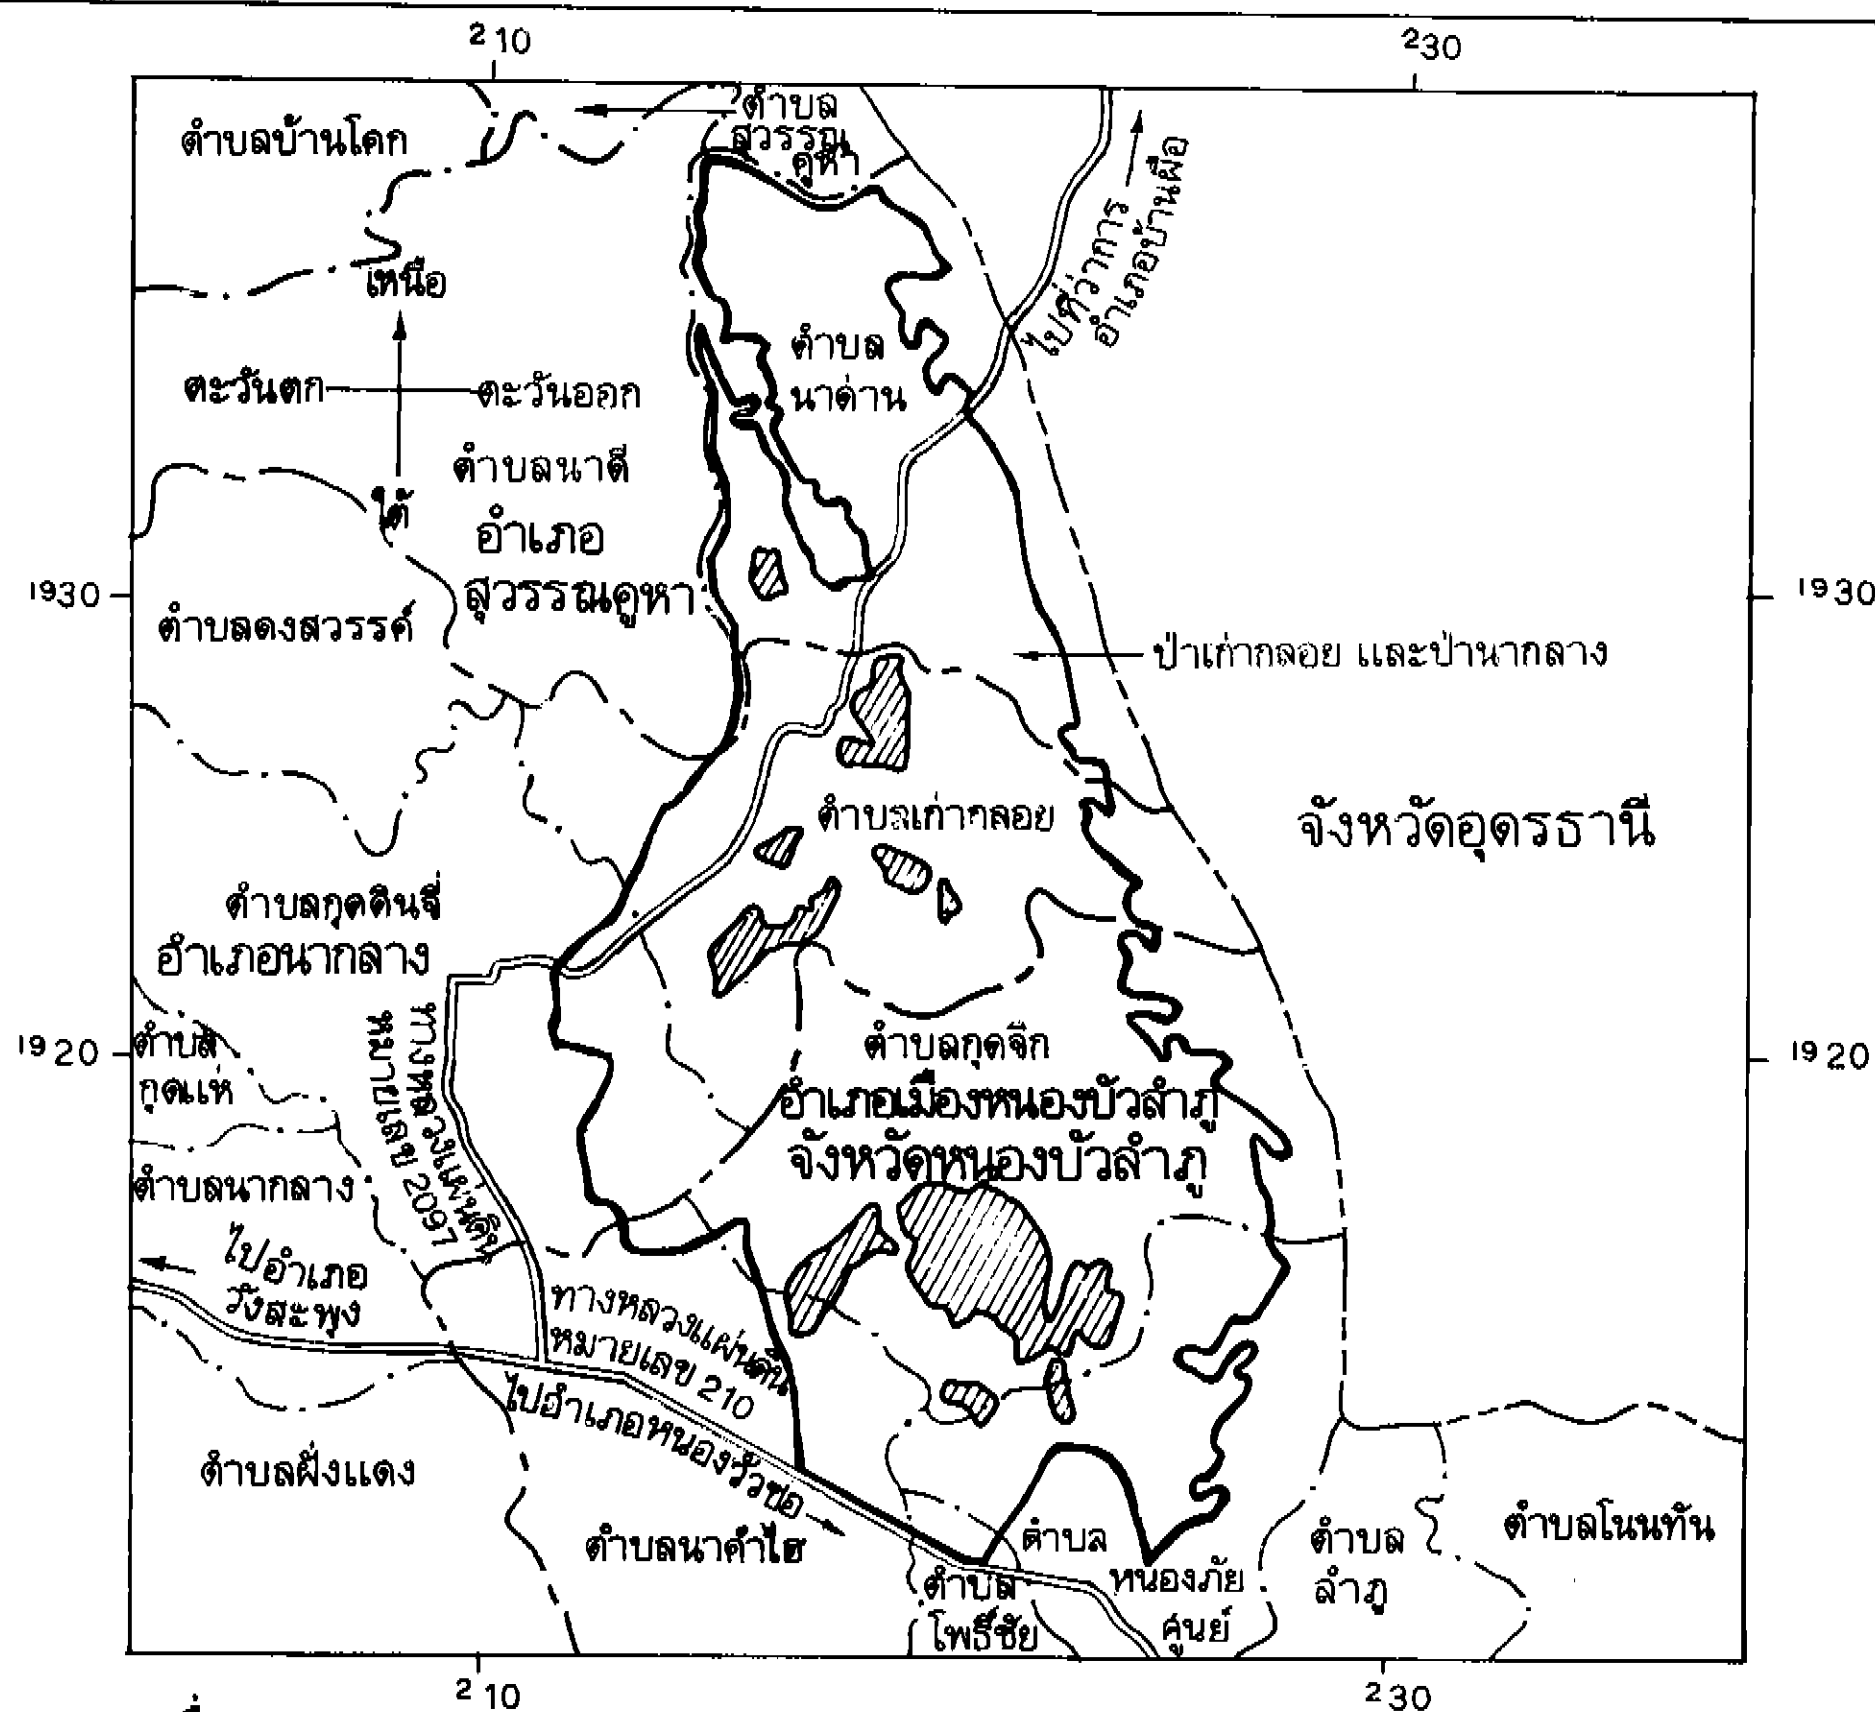 210
230
ตำบล
สุวรรณ
คูหา
ตำบลบ้านโคก
ไปที่ว่าการ
อำเภอบ้านผือ
เหนือ
ตะวันตก
ตะวันออก
ใต้
ตำบล
นาด่าน
ตำบลนาดี
อำเภอ
สุวรรณคูหา
1930
1930
ตำบลดงสวรรค์
ป่าเก่ากลอย และป่านากลาง
ตำบลเก่ากลอย
จังหวัดอุดรธานี
ตำบลกุดดินจี่
อำเภอนากลาง
ทางหลวงแผ่นดิน
หมายเลข 2097
1920
1920
ตำบล
กุดแห่
ตำบลกุดจิก
อำเภอเมืองหนองบัวลำภู
จังหวัดหนองบัวลำภู
ตำบลนากลาง
ไปอำเภอ
วังสะพุง
ทางหลวงแผ่นดิน
หมายเลข 210
ไปอำเภอหนองวัวซอ
ตำบลฝั่งแดง
ตำบลนาคำไฮ
ตำบล
โพธิ์ชัย
ตำบล
หนองภัย
ศูนย์
ตำบล
ลำภู
ตำบลโนนทัน
210
230